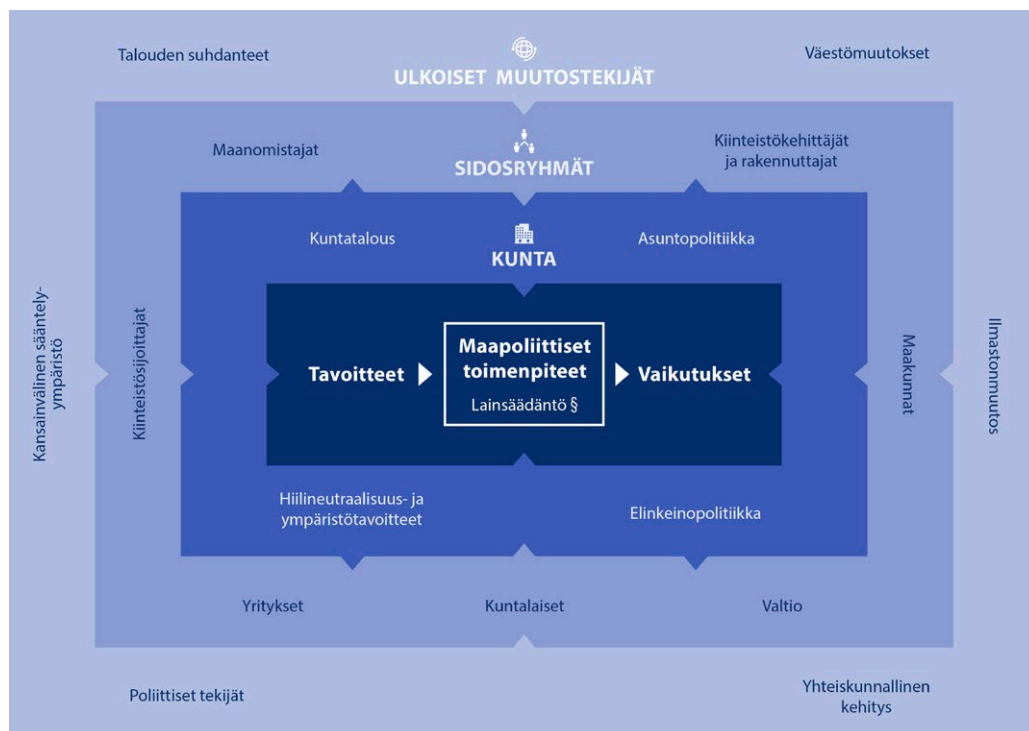 Talouden suhdanteet
ULKOISET MUUTOSTEKIJÄT
Väestömuutokset
Maanomistajat
SIDOSRYHMÄT
Kiinteistökehittäjät
ja rakennuttajat
Kuntatalous
KUNTA
Asuntopolitiikka
Kansainvälinen sääntely-
ympäristö
Kiinteistösijoittajat
Tavoitteet
Maapoliittiset
toimenpiteet
Lainsäädäntö §
Vaikutukset
Maakunnat
Ilmastonmuutos
Hiilineutraalisuus- ja
ympäristötavoitteet
Elinkeinopolitiikka
Yritykset
Kuntalaiset
Valtio
Poliittiset tekijät
Yhteiskunnallinen
kehitys